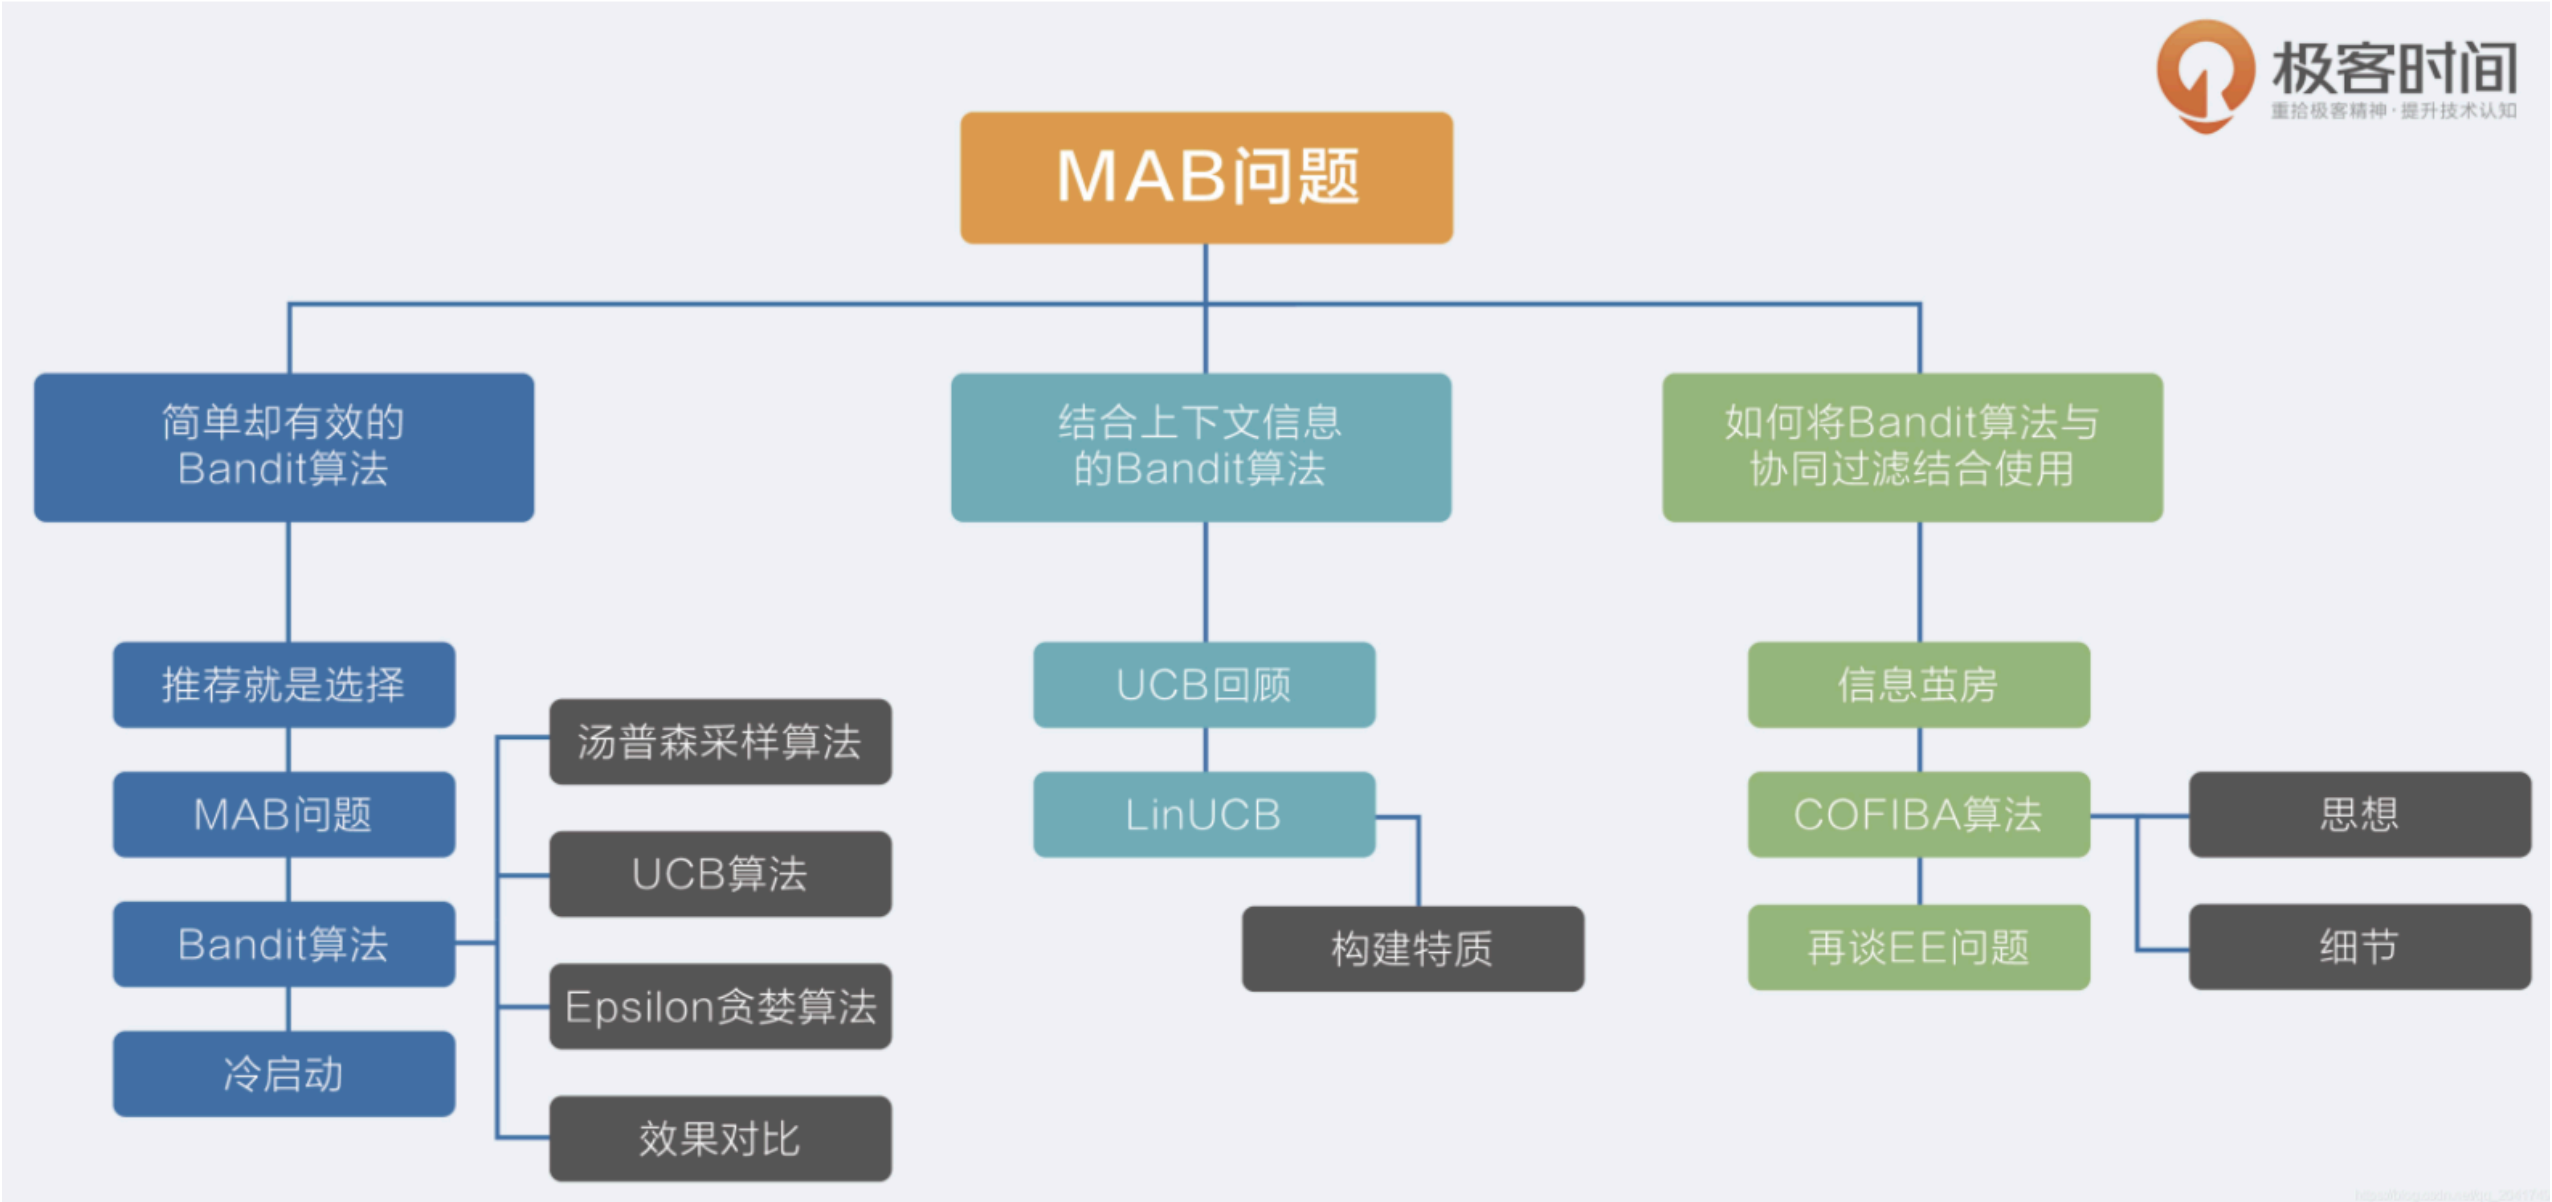 极客时间
重拾极客精神·提升技术认知
MAB问题
简单却有效的
Bandit算法
结合上下文信息
的Bandit算法
如何将Bandit算法与
协同过滤结合使用
推荐就是选择
MAB问题
Bandit算法
冷启动
汤普森采样算法
UCB算法
Epsilon贪婪算法
效果对比
UCB回顾
LinUCB
构建特质
信息茧房
COFIBA算法
再谈EE问题
思想
细节